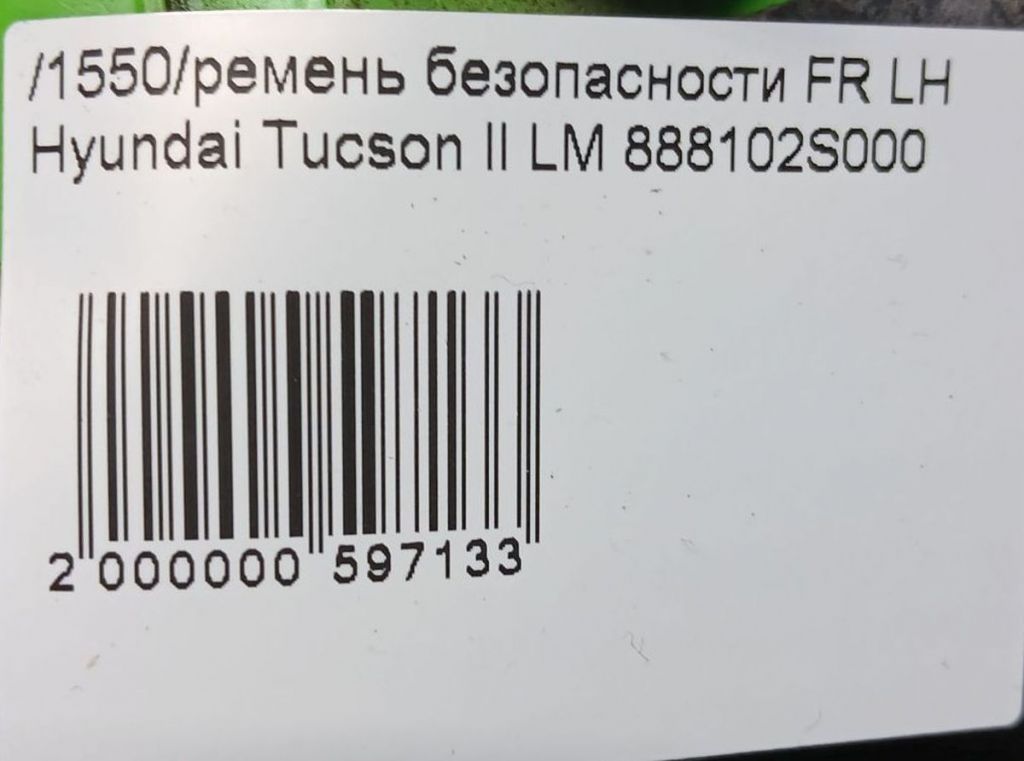 /1550/ремень безопасности FR LH
Hyundai Tucson II LM 888102S000
2 000000 597133